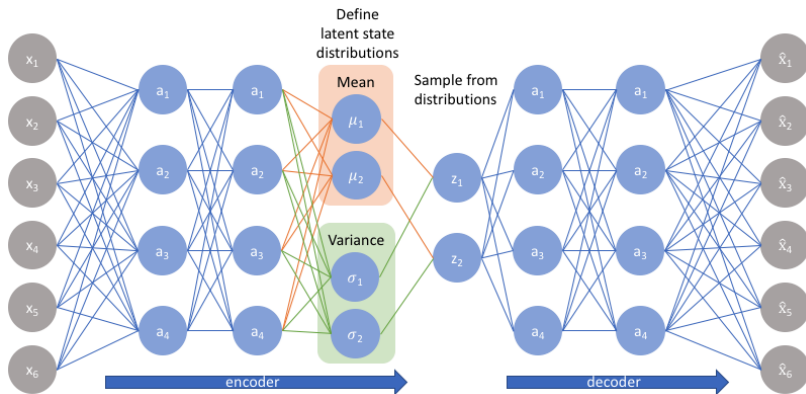 Define
latent state
distributions
Mean
Sample from
distributions
Variance
x1
x2
x3
x4
x5
x6
a1
a2
a3
a4
a1
a2
a3
a4
μ1
μ2
σ1
σ2
z1
z2
a1
a2
a3
a4
a1
a2
a3
a4
x̂1
x̂2
x̂3
x̂4
x̂5
x̂6
encoder
decoder